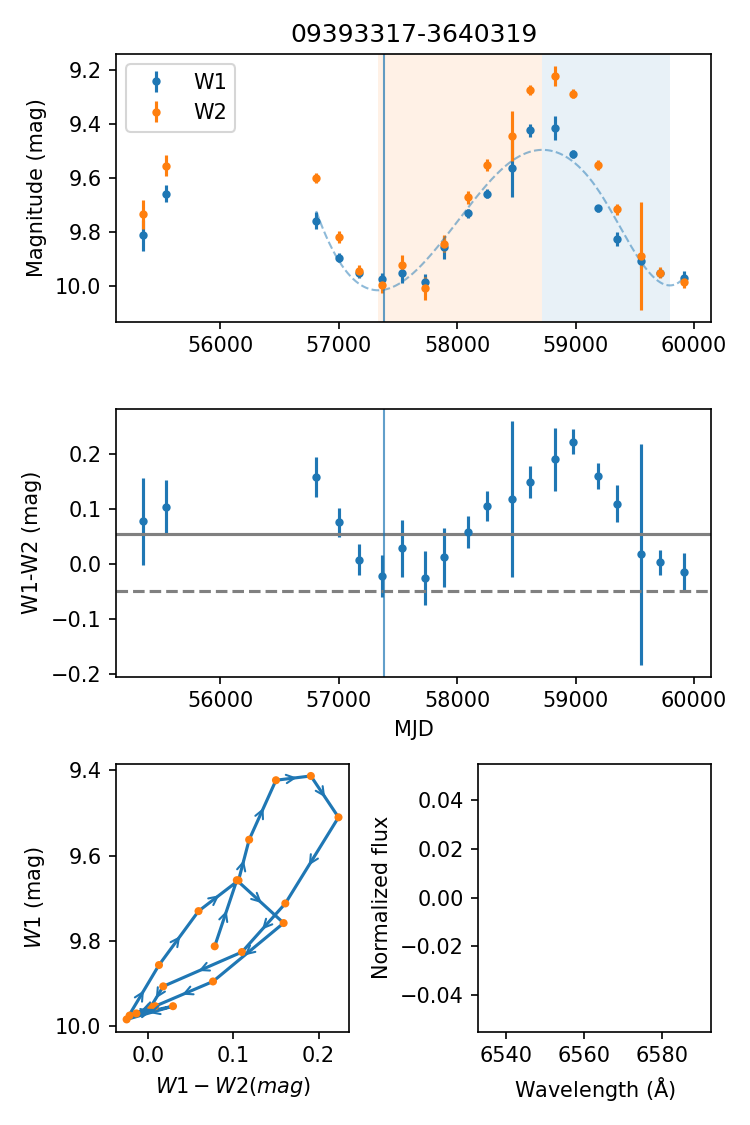 09393317-3640319
W1
W2
Magnitude (mag)
9.2
9.4
9.6
9.8
10.0
56000 57000 58000 59000 60000
W1-W2 (mag)
0.2
0.1
0.0
−0.1
−0.2
56000 57000 58000 59000 60000
MJD
W1 (mag)
9.4
9.6
9.8
10.0
0.0 0.1 0.2
W1 − W2(mag)
Normalized flux
0.04
0.02
0.00
−0.02
−0.04
6540 6560 6580
Wavelength (Å)